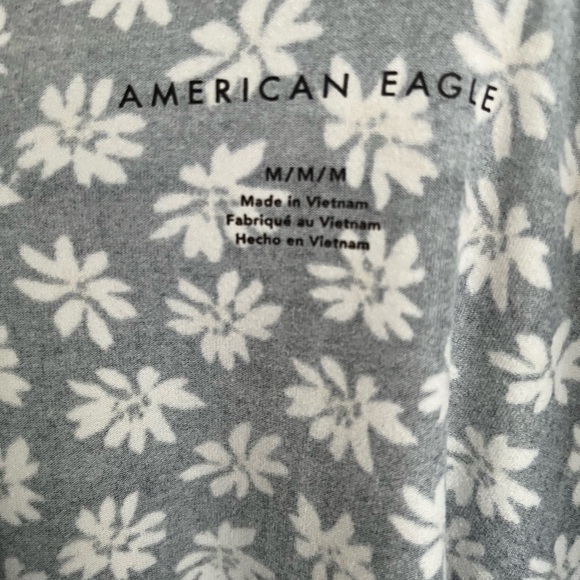 AMERICAN EAGLE
M/M/M
Made in Vietnam
Fabriqué au Vietnam
Hecho en Vietnam